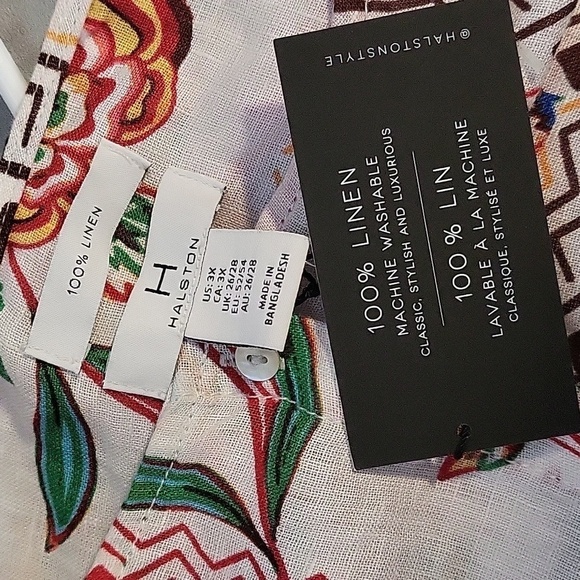 100% LINEN
H
HALSTON
US: 3X
CA: 3X
UK: 26/28
EU: 52/54
AU: 26/28
MADE IN
BANGLADESH
@HALSTONSTYLE
100% LINEN
MACHINE WASHABLE
CLASSIC, STYLISH AND LUXURIOUS
100% LIN
LAVABLE À LA MACHINE
CLASSIQUE, STYLISÉ ET LUXE